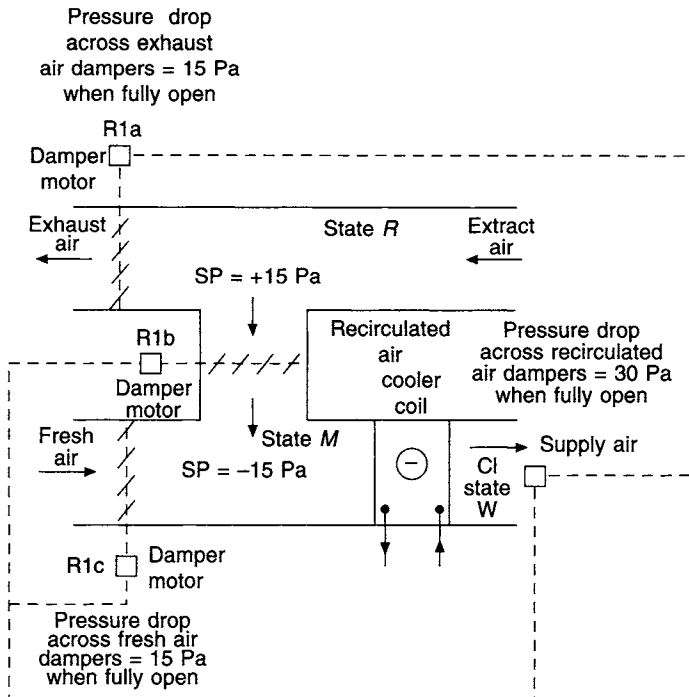 Pressure drop
across exhaust
air dampers = 15 Pa
when fully open
R1a
Damper
motor
Exhaust
air
State R
Extract
air
SP = +15 Pa
R1b
Damper
motor
Recirculated
air
cooler
coil
Pressure drop
across recirculated
air dampers = 30 Pa
when fully open
Fresh
air
State M
SP = –15 Pa
Supply air
Cl
state
W
R1c
Damper
motor
Pressure drop
across fresh air
dampers = 15 Pa
when fully open